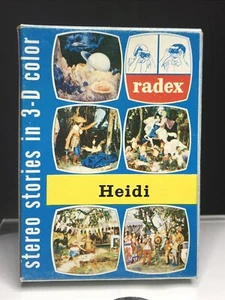 stereo stories in 3-D color
radex
Heidi